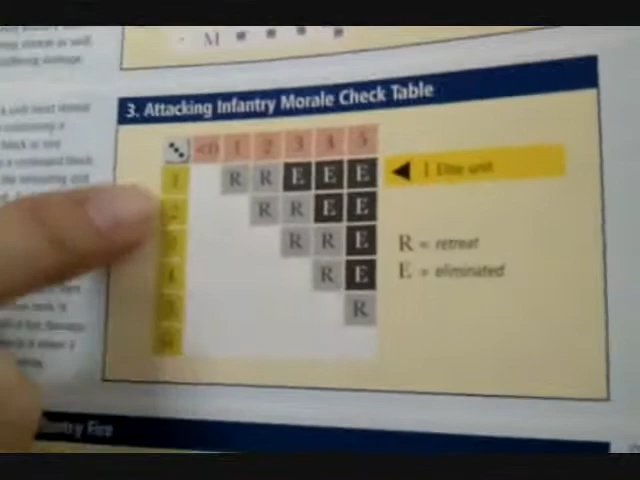 M
3. Attacking Infantry Morale Check Table
<0 1 2 3 4 5
1 R R E E E 1 Elite unit
2 R R E E
3 R R E R = retreat
4 R E E = eliminated
5 R
6
ntry Fire